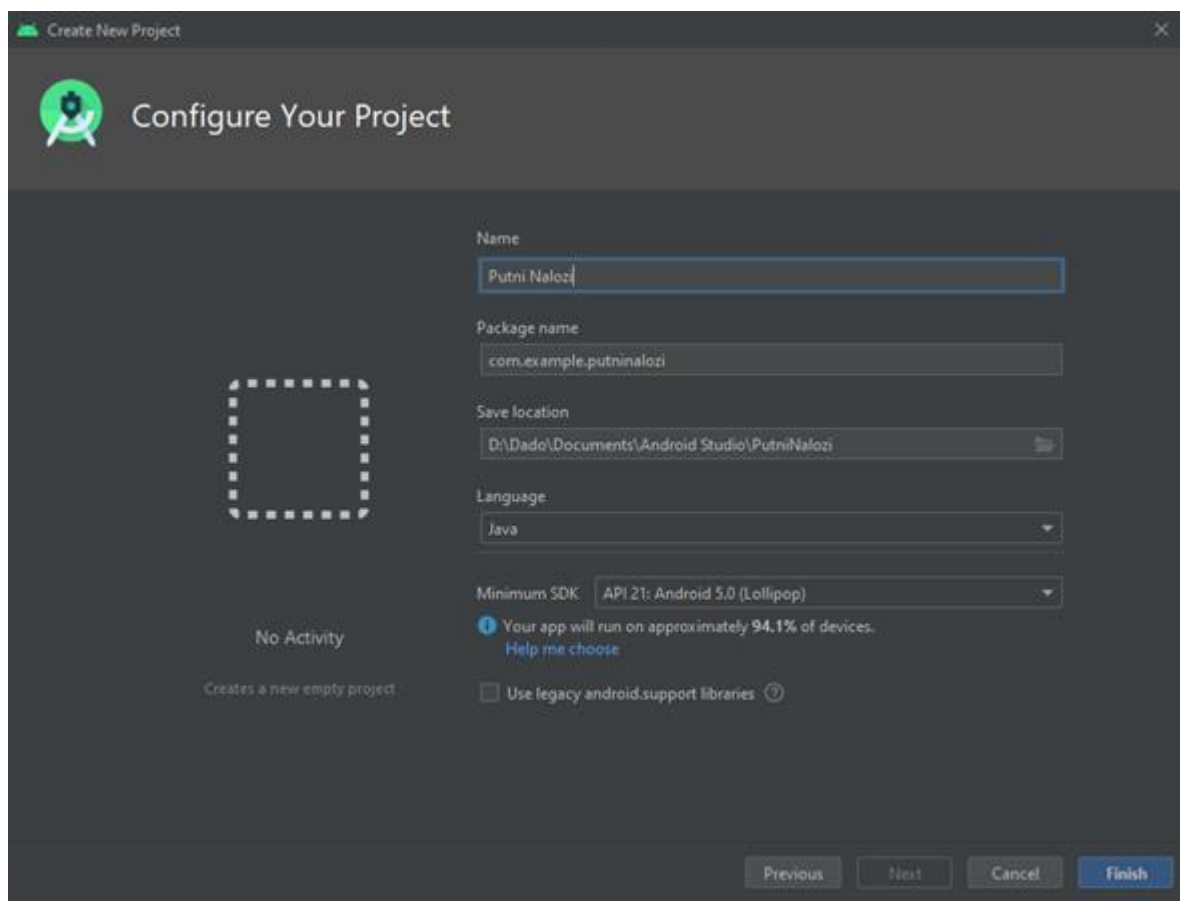 Create New Project
Configure Your Project
Name
Putni Nalozi
Package name
com.example.putninalozi
Save location
D:\Dado\Documents\Android Studio\PutniNalozi
Language
Java
Minimum SDK API 21: Android 5.0 (Lollipop)
Your app will run on approximately 94.1% of devices.
Help me choose
Use legacy android.support libraries
No Activity
Creates a new empty project
Previous Next Cancel Finish